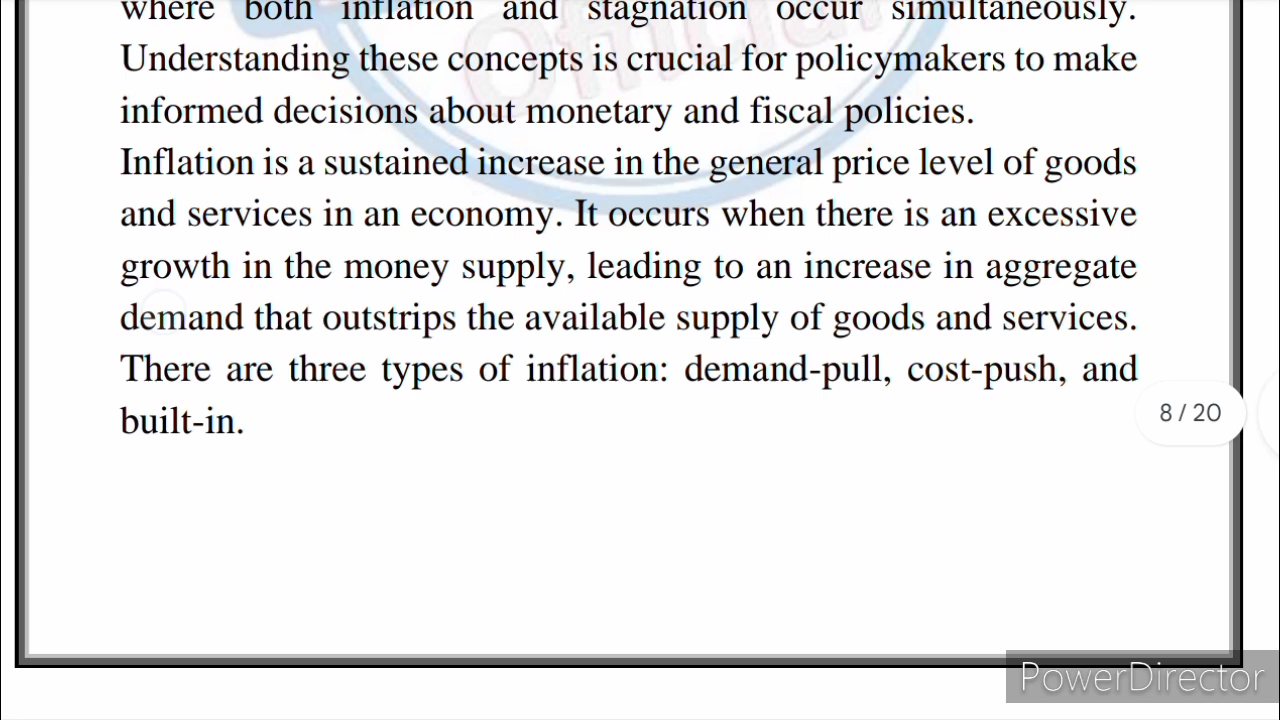 where both inflation and stagnation occur simultaneously.
Understanding these concepts is crucial for policymakers to make
informed decisions about monetary and fiscal policies.
Inflation is a sustained increase in the general price level of goods
and services in an economy. It occurs when there is an excessive
growth in the money supply, leading to an increase in aggregate
demand that outstrips the available supply of goods and services.
There are three types of inflation: demand-pull, cost-push, and
built-in.
8 / 20
PowerDirector
Official